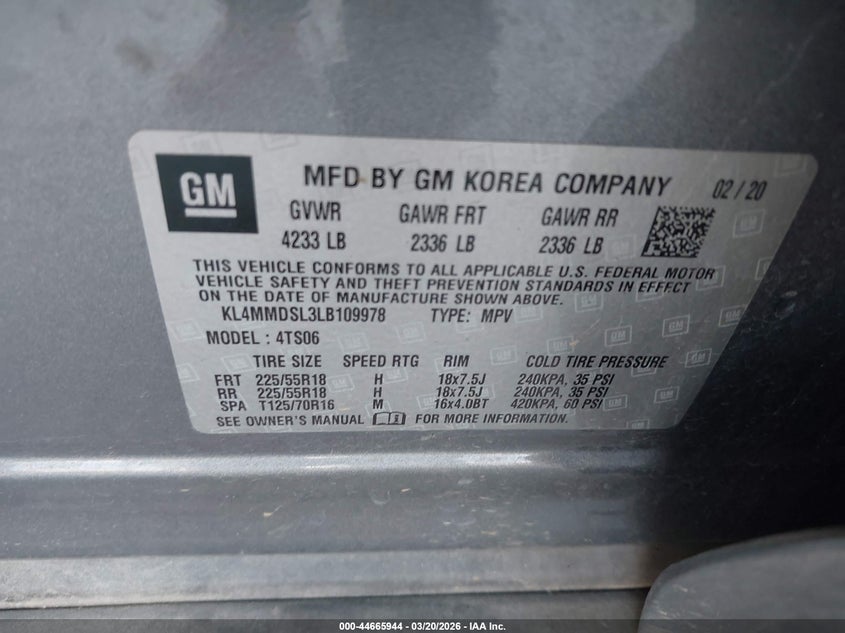 GM
MFD BY GM KOREA COMPANY 02/20
GVWR GAWR FRT GAWR RR
4233 LB 2336 LB 2336 LB
THIS VEHICLE CONFORMS TO ALL APPLICABLE U.S. FEDERAL MOTOR
VEHICLE SAFETY AND THEFT PREVENTION STANDARDS IN EFFECT
ON THE DATE OF MANUFACTURE SHOWN ABOVE.
KL4MMDSL3LB109978 TYPE: MPV
MODEL : 4TS06
TIRE SIZE SPEED RTG RIM COLD TIRE PRESSURE
FRT 225/55R18 H 18x7.5J 240KPA, 35 PSI
RR 225/55R18 H 18x7.5J 240KPA, 35 PSI
SPA T125/70R16 M 16x4.0BT 420KPA, 60 PSI
SEE OWNER'S MANUAL FOR MORE INFORMATION.
000-44665944 | 03/20/2026 | IAA Inc.